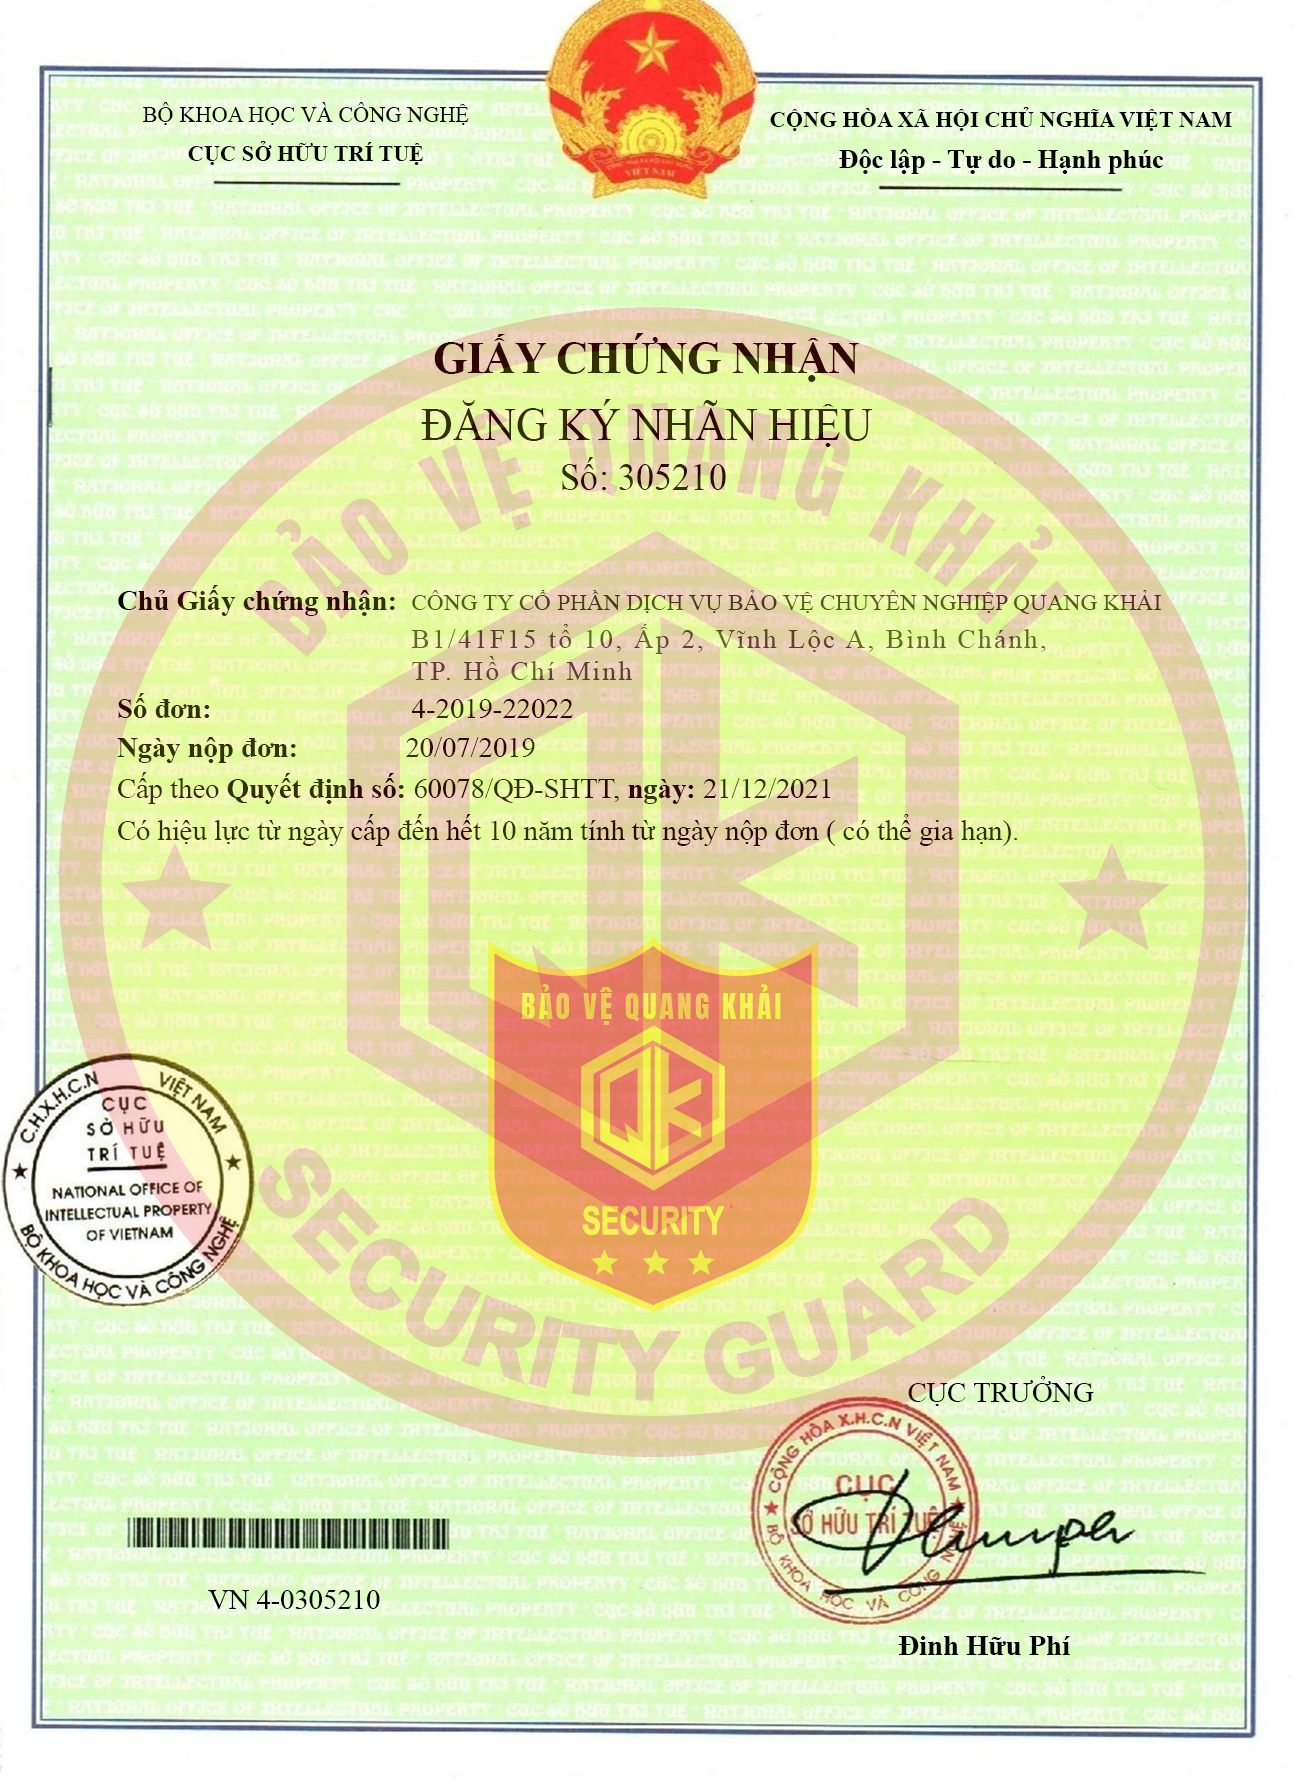 BỘ KHOA HỌC VÀ CÔNG NGHỆ
CỤC SỞ HỮU TRÍ TUỆ
CỘNG HÒA XÃ HỘI CHỦ NGHĨA VIỆT NAM
Độc lập - Tự do - Hạnh phúc
VIỆT NAM
GIẤY CHỨNG NHẬN
ĐĂNG KÝ NHÃN HIỆU
Số: 305210
BẢO VỆ QUANG KHẢI
Chủ Giấy chứng nhận: CÔNG TY CỔ PHẦN DỊCH VỤ BẢO VỆ CHUYÊN NGHIỆP QUANG KHẢI
B1/41F15 tổ 10, Ấp 2, Vĩnh Lộc A, Bình Chánh,
TP. Hồ Chí Minh
Số đơn: 4-2019-22022
Ngày nộp đơn: 20/07/2019
Cấp theo Quyết định số: 60078/QĐ-SHTT, ngày: 21/12/2021
Có hiệu lực từ ngày cấp đến hết 10 năm tính từ ngày nộp đơn ( có thể gia hạn).
BẢO VỆ QUANG KHẢI
QK
SECURITY
SECURITY GUARD
C.H.X.H.C.N VIỆT NAM
CỤC
SỞ HỮU
TRÍ TUỆ
NATIONAL OFFICE OF
INTELLECTUAL PROPERTY
OF VIETNAM
BỘ KHOA HỌC VÀ CÔNG NGHỆ
CỤC TRƯỞNG
CỘNG HÒA X.H.C.N VIỆT NAM
CỤC
SỞ HỮU TRÍ TUỆ
BỘ KHOA HỌC VÀ CÔNG NGHỆ
VN 4-0305210
Đinh Hữu Phí